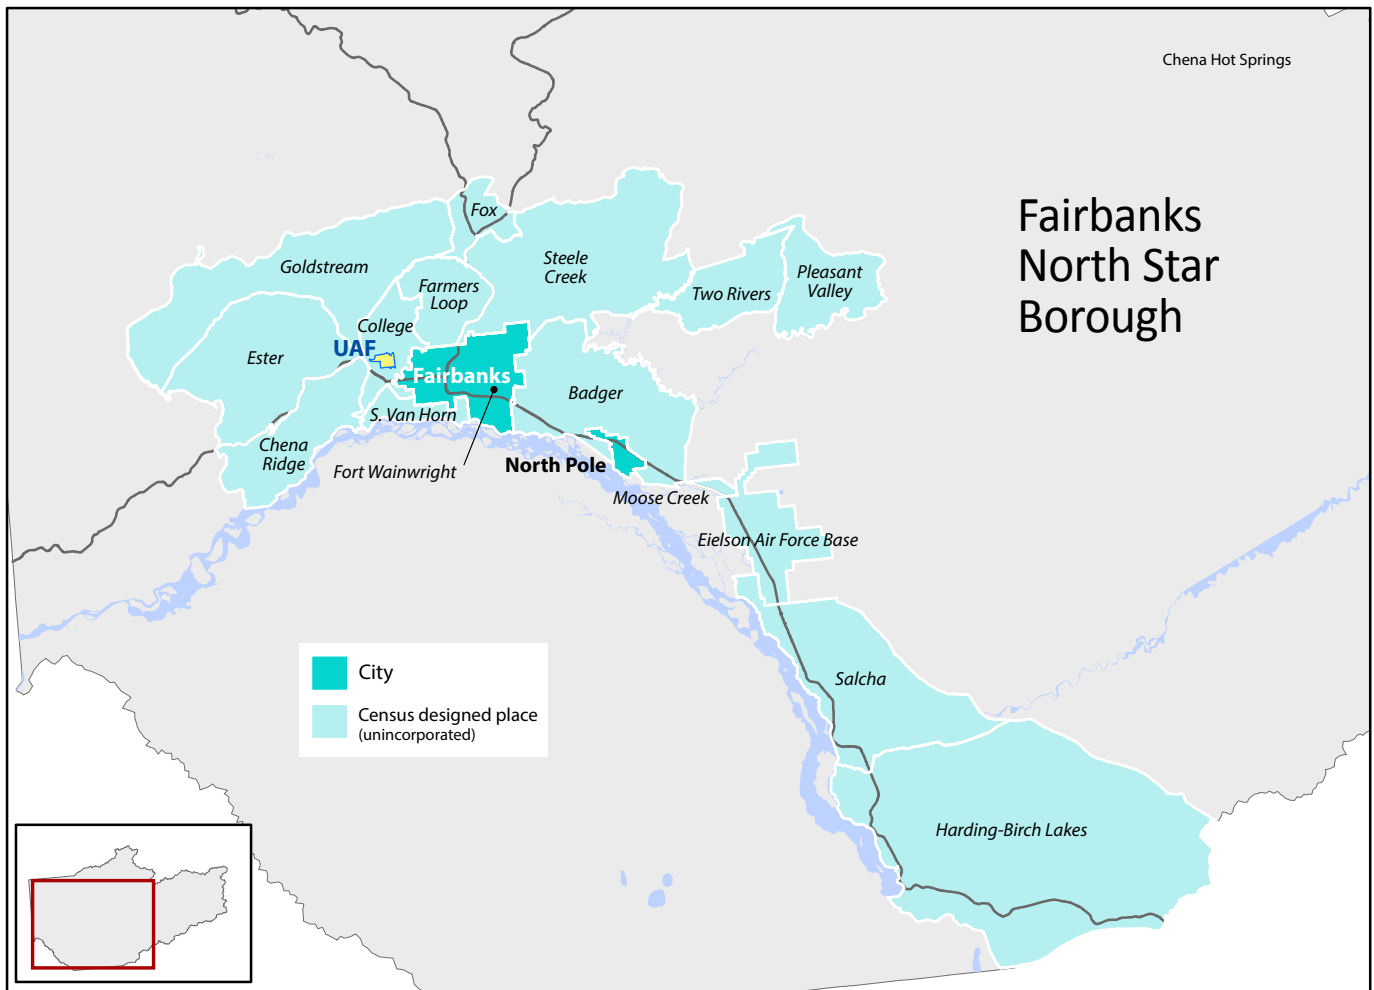 Chena Hot Springs
Fairbanks
North Star
Borough
Fox
Goldstream
Steele
Creek
Farmers
Loop
Two Rivers
Pleasant
Valley
College
UAF
Ester
Fairbanks
Badger
S. Van Horn
Chena
Ridge
Fort Wainwright
North Pole
Moose Creek
Eielson Air Force Base
City
Census designed place
(unincorporated)
Salcha
Harding-Birch Lakes